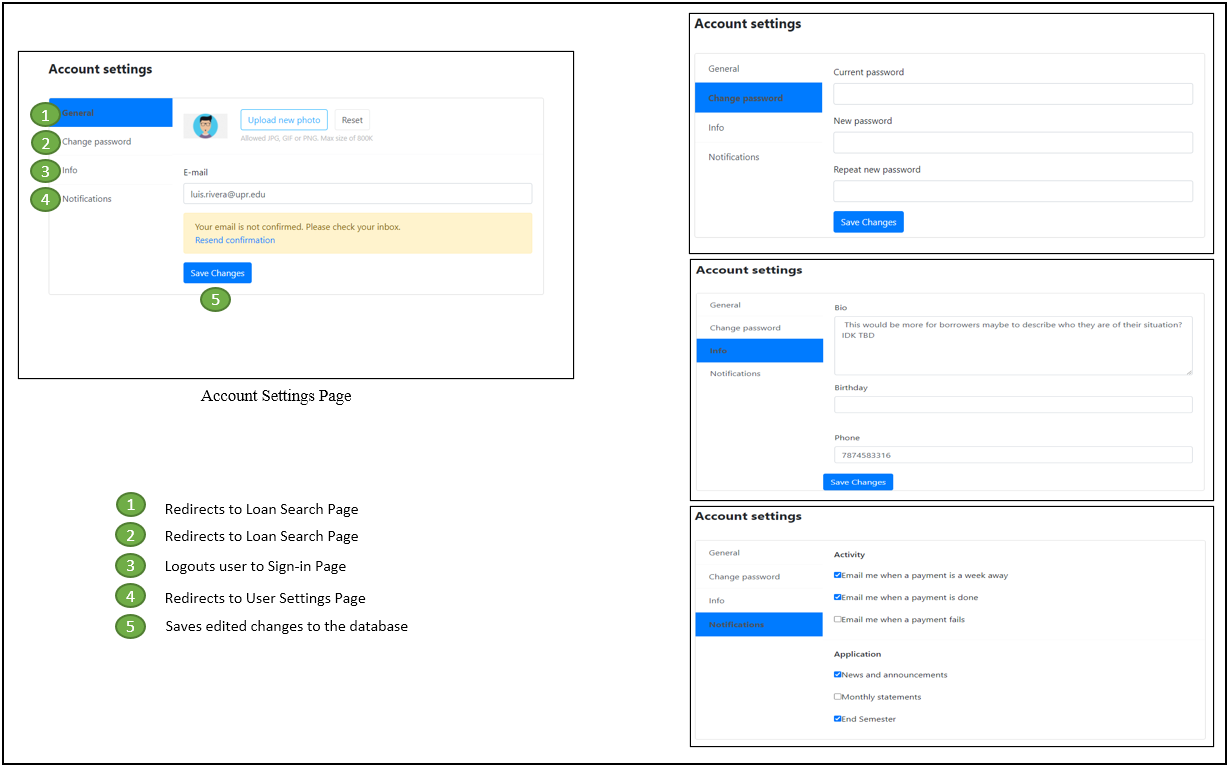 Account settings
1 General
2 Change password
3 Info
4 Notifications
Upload new photo Reset
Allowed JPG, GIF or PNG. Max size of 800K
E-mail
luis.rivera@upr.edu
Your email is not confirmed. Please check your inbox.
Resend confirmation
Save Changes
5
Account Settings Page
1 Redirects to Loan Search Page
2 Redirects to Loan Search Page
3 Logouts user to Sign-in Page
4 Redirects to User Settings Page
5 Saves edited changes to the database
Account settings
General
Change password
Info
Notifications
Current password
New password
Repeat new password
Save Changes
Account settings
General
Change password
Info
Notifications
Bio
This would be more for borrowers maybe to describe who they are of their situation?
IDK TBD
Birthday
Phone
7874583316
Save Changes
Account settings
General
Change password
Info
Notifications
Activity
Email me when a payment is a week away
Email me when a payment is done
Email me when a payment fails
Application
News and announcements
Monthly statements
End Semester